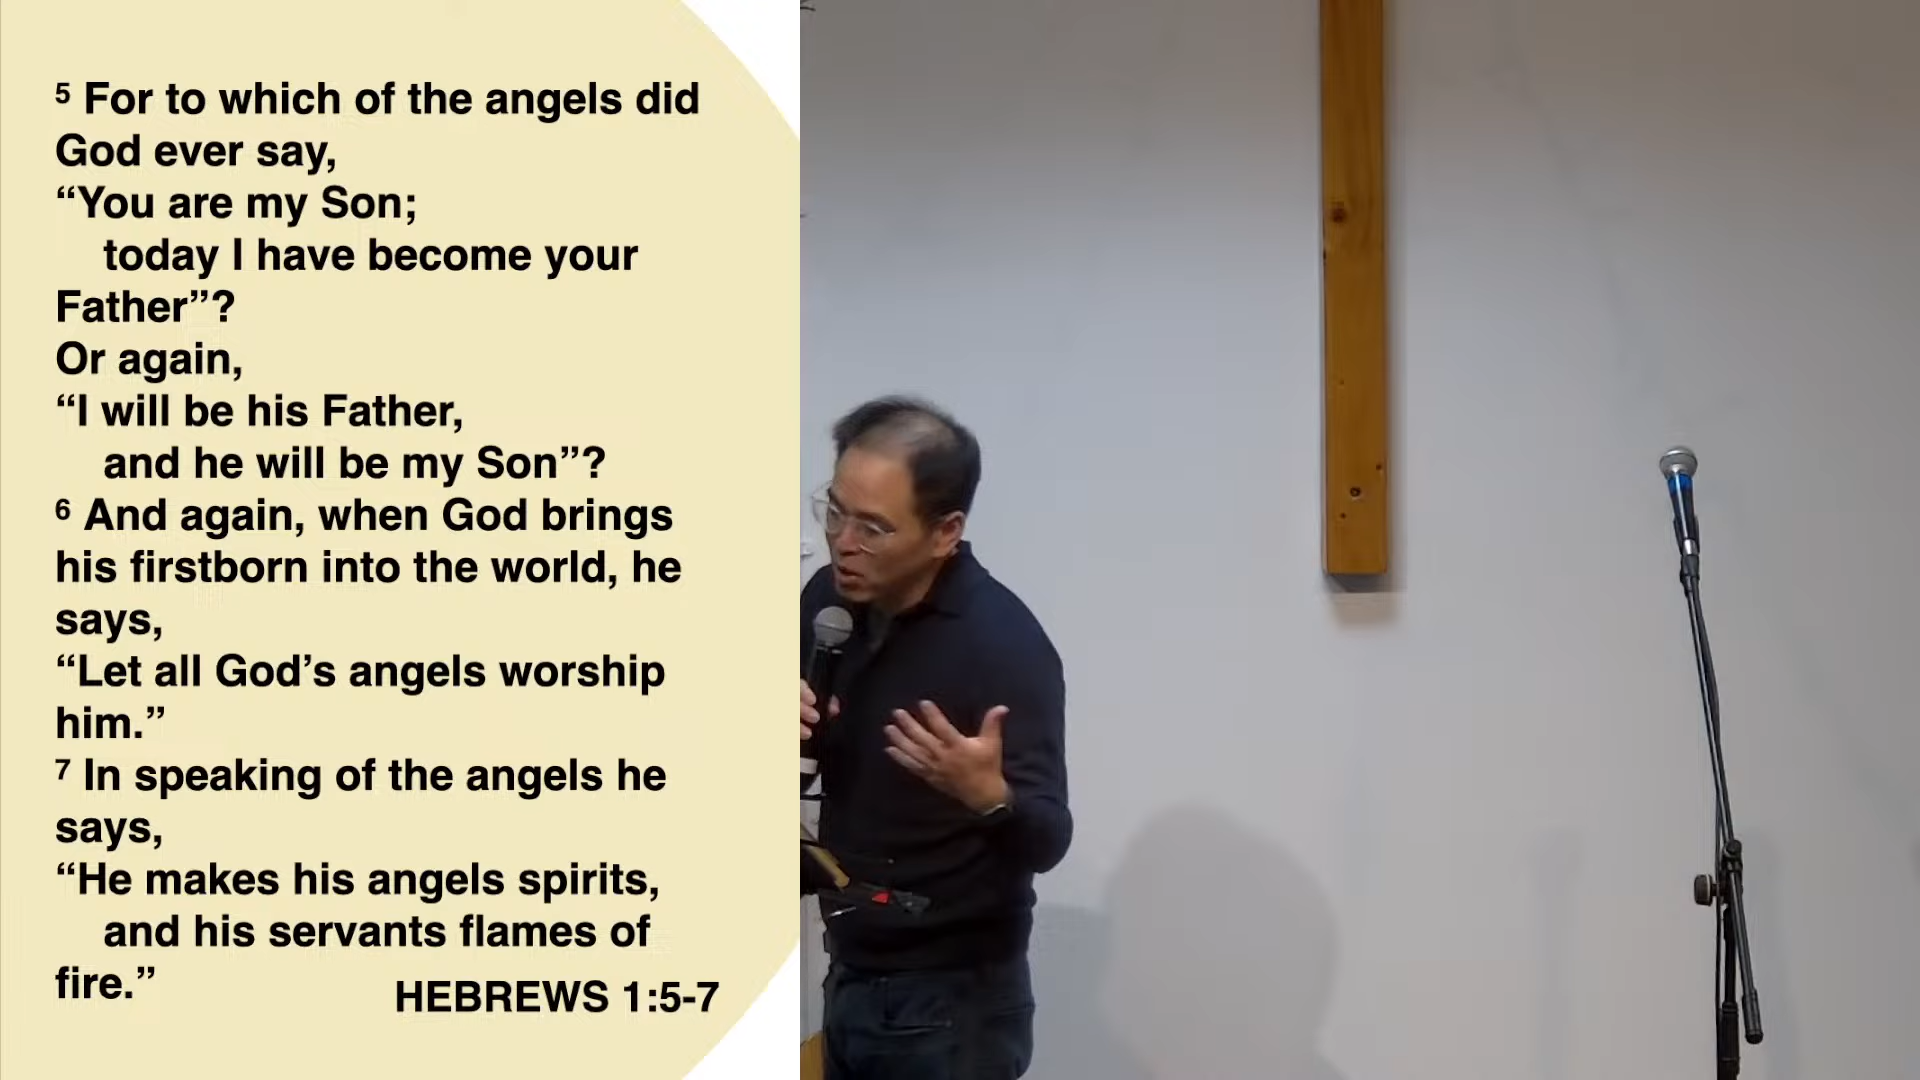 ⁵ For to which of the angels did
God ever say,
“You are my Son;
today I have become your
Father”?
Or again,
“I will be his Father,
and he will be my Son”?
⁶ And again, when God brings
his firstborn into the world, he
says,
“Let all God’s angels worship
him.”
⁷ In speaking of the angels he
says,
“He makes his angels spirits,
and his servants flames of
fire.”
HEBREWS 1:5-7